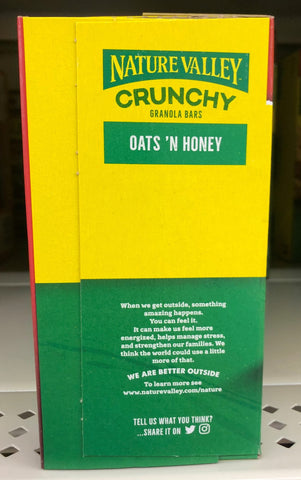 NATURE VALLEY
CRUNCHY
GRANOLA BARS
OATS 'N HONEY
When we get outside, something
amazing happens.
You can feel it.
It can make us feel more
energized, helps manage stress,
and strengthen our families. We
think the world could use a little
more of that.
WE ARE BETTER OUTSIDE
To learn more see
www.naturevalley.com/nature
TELL US WHAT YOU THINK?
...SHARE IT ON